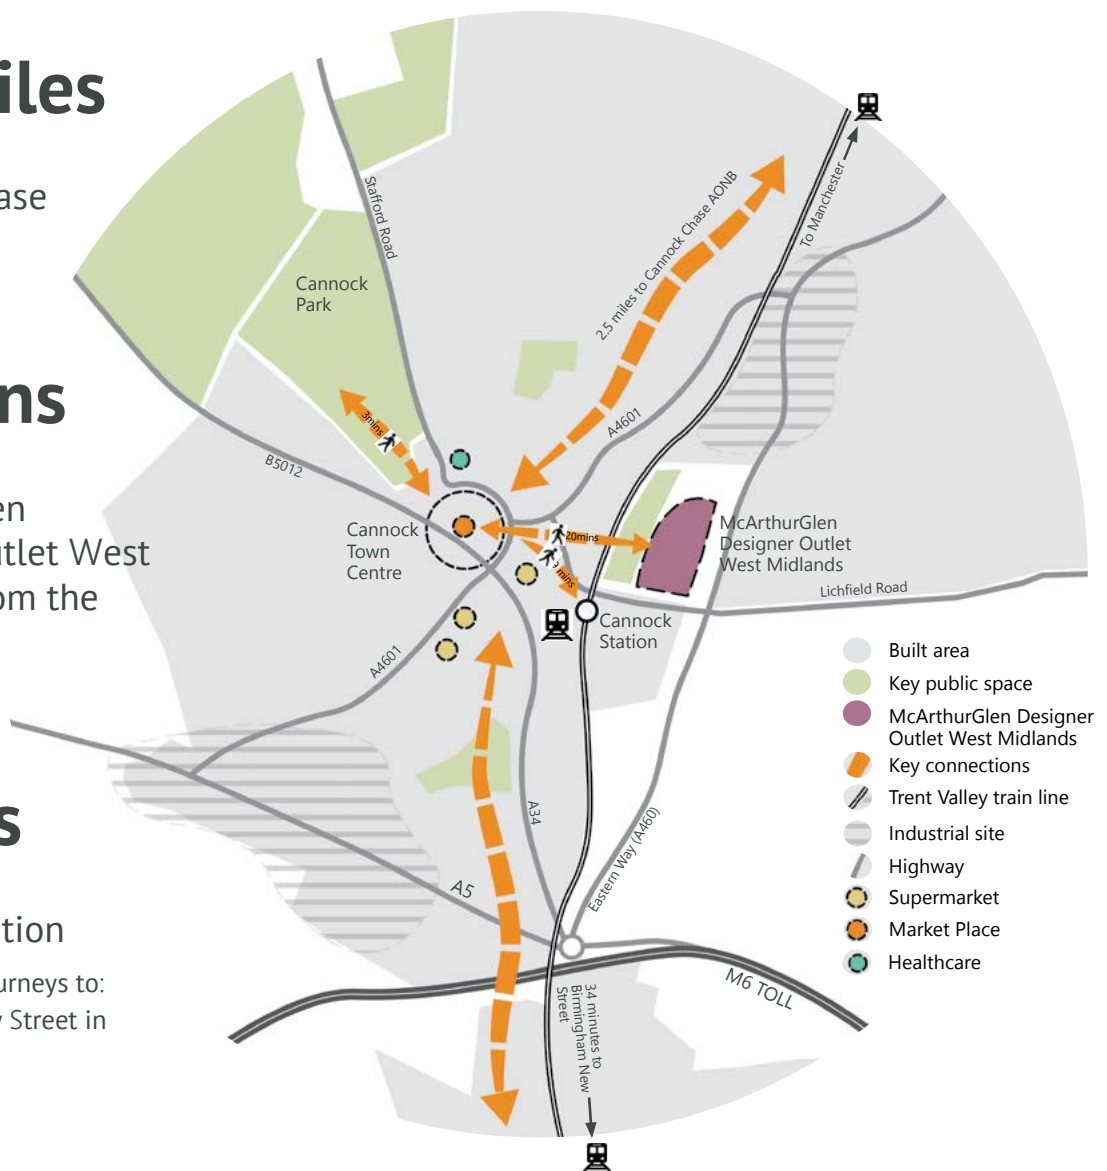 iles
ase
ns
en
utlet West
om the
s
tion
urneys to:
Street in
Stafford Road
Cannock
Park
2.5 miles to Cannock Chase AONB
To Manchester
3mins
B5012
A4601
Cannock
Town
Centre
20mins
mins
McArthurGlen
Designer Outlet
West Midlands
Lichfield Road
Cannock
Station
A4601
A34
A5
Eastern Way (A460)
M6 TOLL
34 minutes to
Birmingham New
Street
Built area
Key public space
McArthurGlen Designer
Outlet West Midlands
Key connections
Trent Valley train line
Industrial site
Highway
Supermarket
Market Place
Healthcare